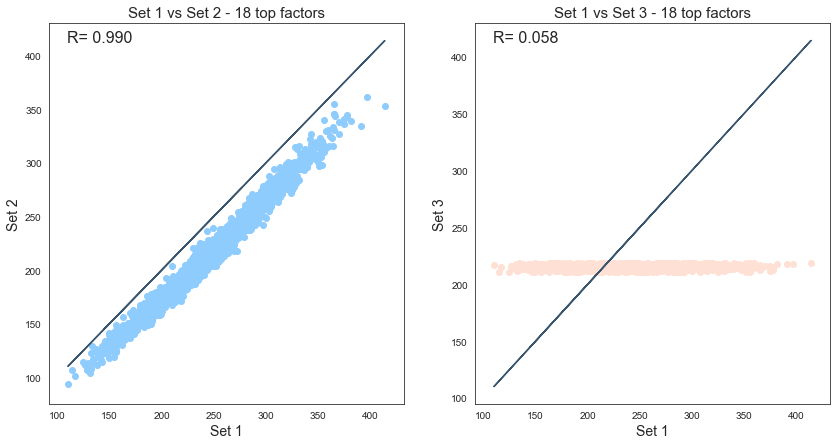 Set 1 vs Set 2 - 18 top factors
R= 0.990
400
350
300
250
200
150
100
Set 2
100 150 200 250 300 350 400
Set 1
Set 1 vs Set 3 - 18 top factors
R= 0.058
400
350
300
250
200
150
100
Set 3
100 150 200 250 300 350 400
Set 1